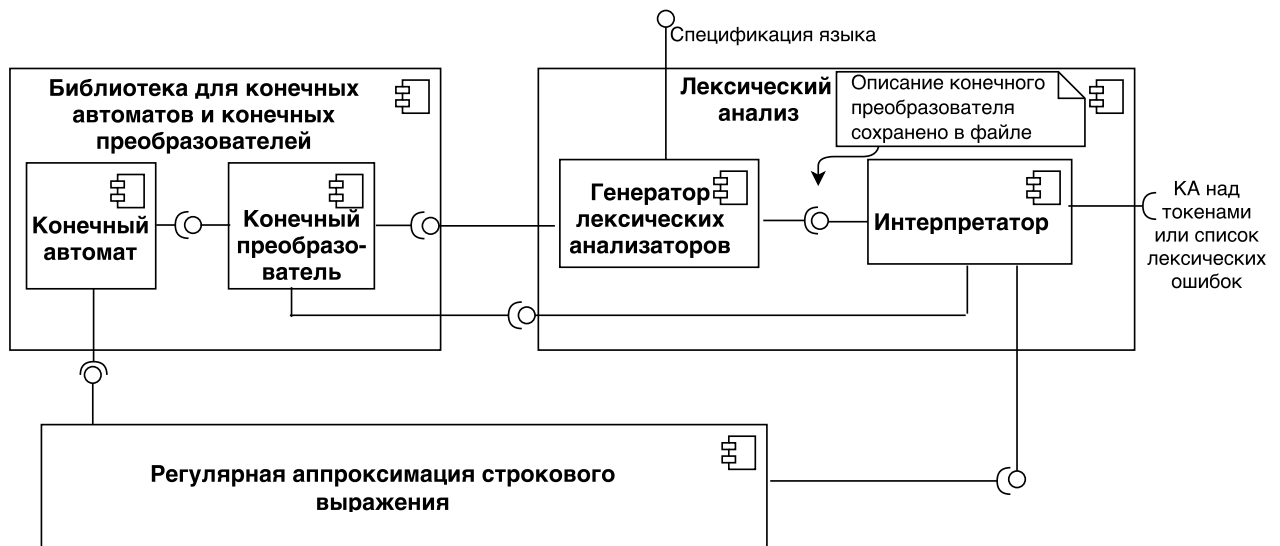 Спецификация языка
Библиотека для конечных
автоматов и конечных
преобразователей
Конечный
автомат
Конечный
преобразо-
ватель
Лексический
анализ
Описание конечного
преобразователя
сохранено в файле
Генератор
лексических
анализаторов
Интерпретатор
КА над
токенами
или список
лексических
ошибок
Регулярная аппроксимация строкового
выражения